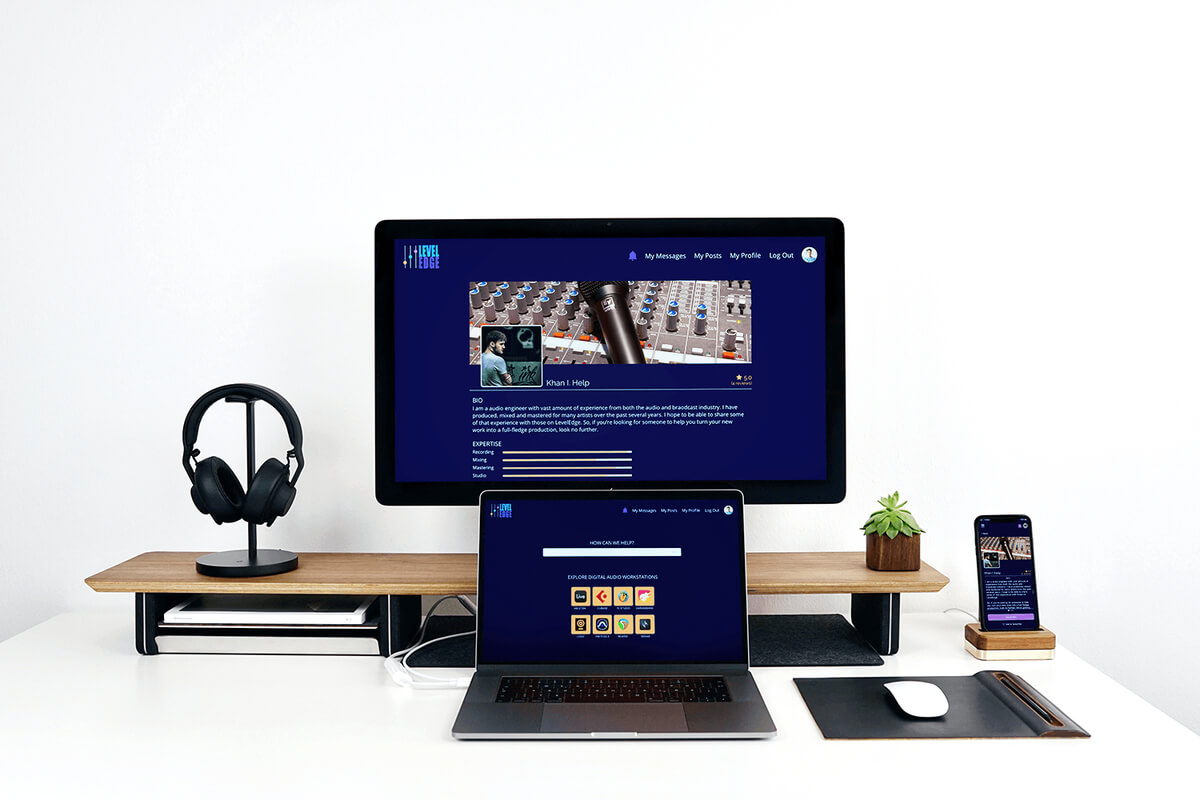 LEVEL
EDGE
My Messages My Posts My Profile Log Out
Khan I. Help
5.0
(4 reviews)
BIO
I am a audio engineer with vast amount of experience from both the audio and braodcast industry. I have
produced, mixed and mastered for many artists over the past several years. I hope to be able to share some
of that experience with those on LevelEdge. So, if you're looking for someone to help you turn your new
work into a full-fledge production, look no further.
EXPERTISE
Recording
Mixing
Mastering
Studio
LEVEL
EDGE
My Messages My Posts My Profile Log Out
HOW CAN WE HELP?
EXPLORE DIGITAL AUDIO WORKSTATIONS
Live